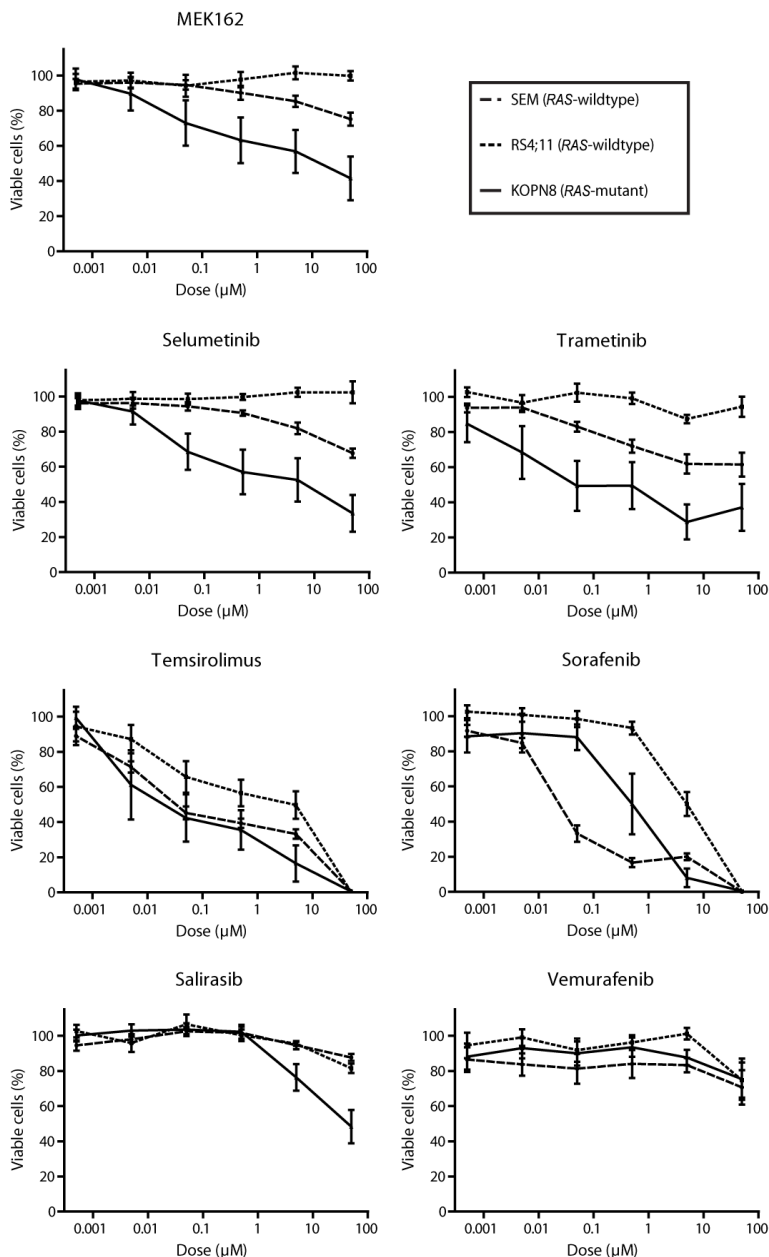 MEK162
Viable cells (%)
100
80
60
40
20
0
0.001 0.01 0.1 1 10 100
Dose (µM)
SEM (RAS-wildtype)
RS4;11 (RAS-wildtype)
KOPN8 (RAS-mutant)
Selumetinib
Viable cells (%)
100
80
60
40
20
0
0.001 0.01 0.1 1 10 100
Dose (µM)
Trametinib
Viable cells (%)
100
80
60
40
20
0
0.001 0.01 0.1 1 10 100
Dose (µM)
Temsirolimus
Viable cells (%)
100
80
60
40
20
0
0.001 0.01 0.1 1 10 100
Dose (µM)
Sorafenib
Viable cells (%)
100
80
60
40
20
0
0.001 0.01 0.1 1 10 100
Dose (µM)
Salirasib
Viable cells (%)
100
80
60
40
20
0
0.001 0.01 0.1 1 10 100
Dose (µM)
Vemurafenib
Viable cells (%)
100
80
60
40
20
0
0.001 0.01 0.1 1 10 100
Dose (µM)